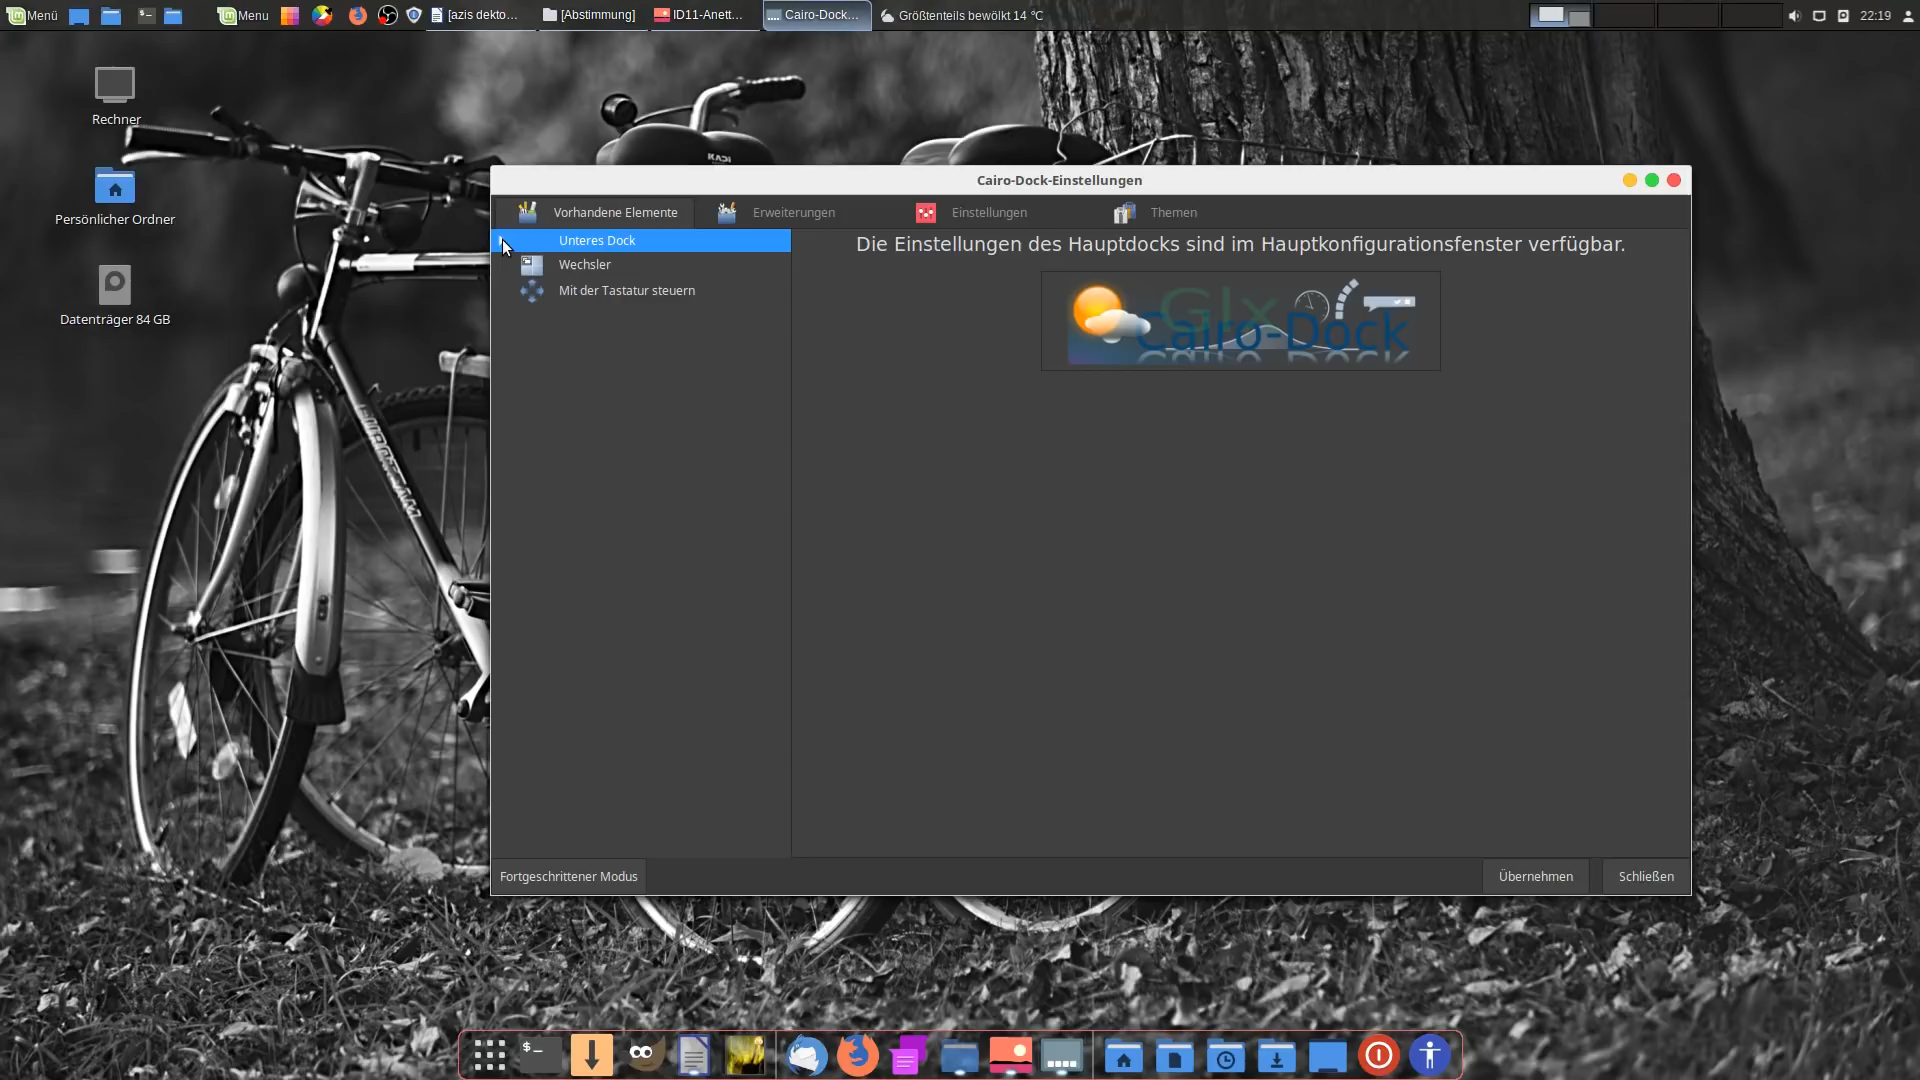 Menü
Menu
[azis dekto...
[Abstimmung]
ID11-Anett...
Cairo-Dock...
Größtenteils bewölkt 14 ℃
22:19
Rechner
Persönlicher Ordner
Datenträger 84 GB
Cairo-Dock-Einstellungen
Vorhandene Elemente
Erweiterungen
Einstellungen
Themen
Unteres Dock
Wechsler
Mit der Tastatur steuern
Die Einstellungen des Hauptdocks sind im Hauptkonfigurationsfenster verfügbar.
Glx
Cairo-Dock
Fortgeschrittener Modus
Übernehmen
Schließen
$-